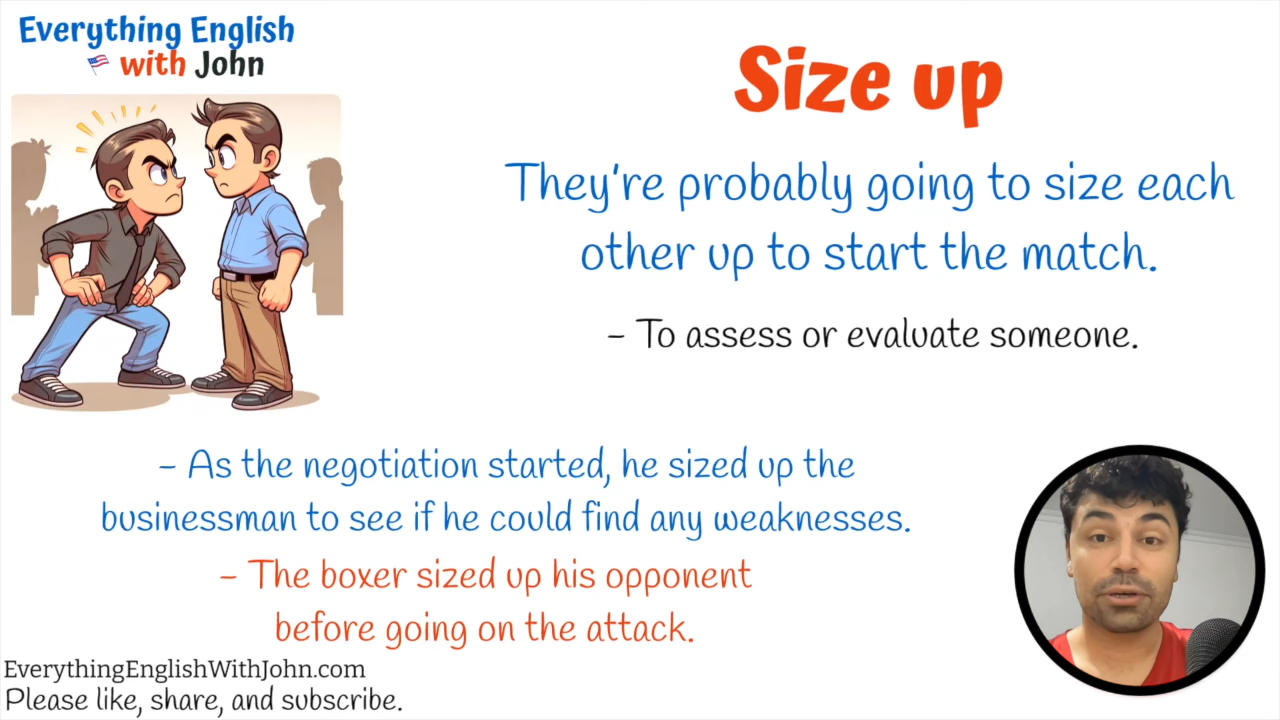 Everything English
with John
Size up
They're probably going to size each
other up to start the match.
- To assess or evaluate someone.
- As the negotiation started, he sized up the
businessman to see if he could find any weaknesses.
- The boxer sized up his opponent
before going on the attack.
EverythingEnglishWithJohn.com
Please like, share, and subscribe.